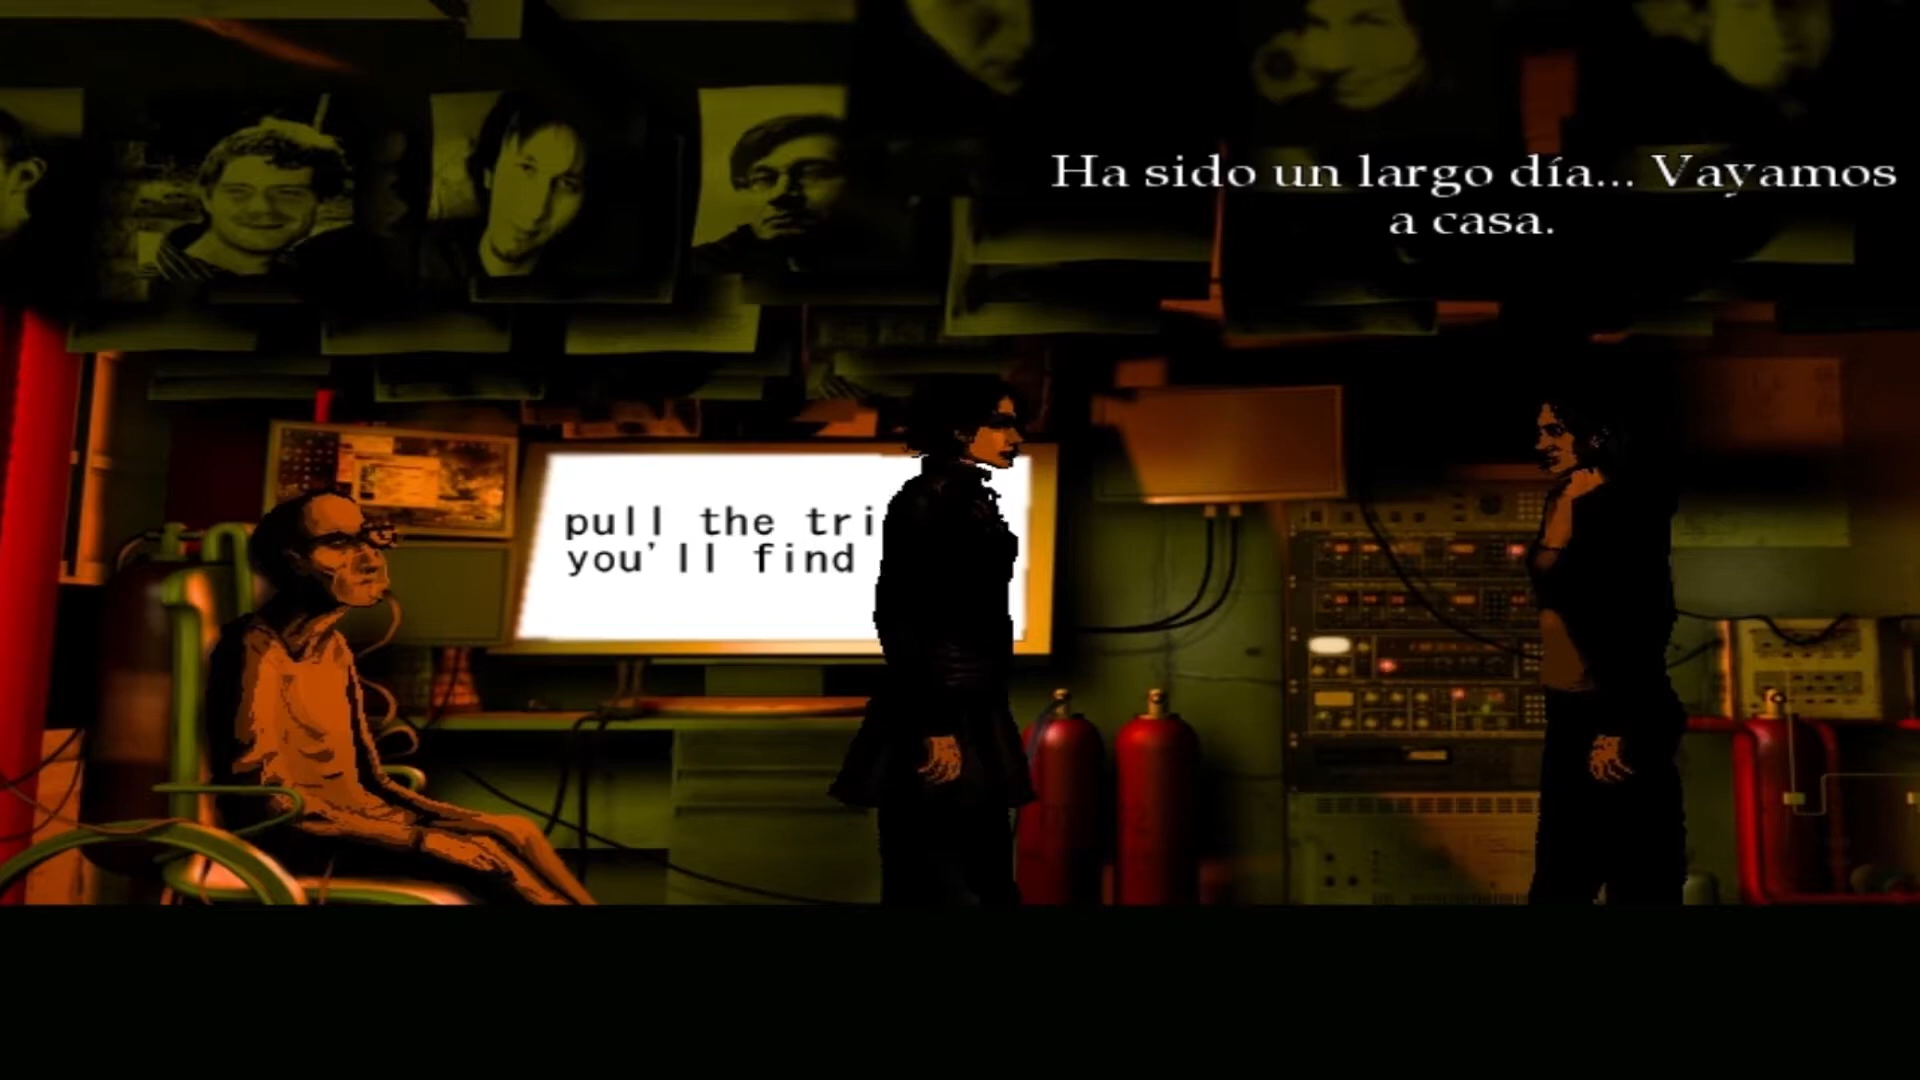 Ha sido un largo día... Vayamos
a casa.
pull the tri
you'll find